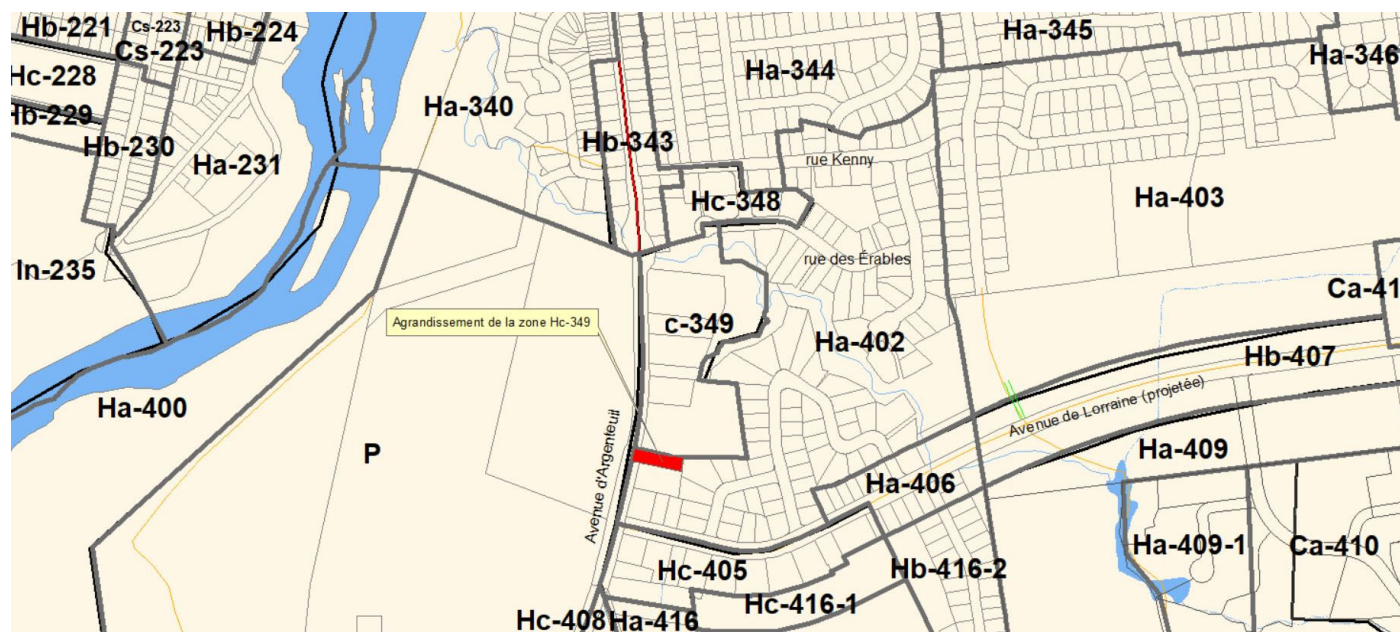 Hb-221
Cs-223
Hb-224
Cs-223
Ha-345
Ha-346
Hc-228
Ha-344
Ha-340
Hb-229
Hb-230
Hb-343
Ha-231
rue Kenny
Hc-348
Ha-403
In-235
rue des Érables
Ca-41
Agrandissement de la zone Hc-349
c-349
Ha-402
Hb-407
Ha-400
Avenue de Lorraine (projetée)
Avenue d'Argenteuil
P
Ha-409
Ha-406
Ha-409-1
Ca-410
Hc-405
Hb-416-2
Hc-416-1
Hc-408
Ha-416